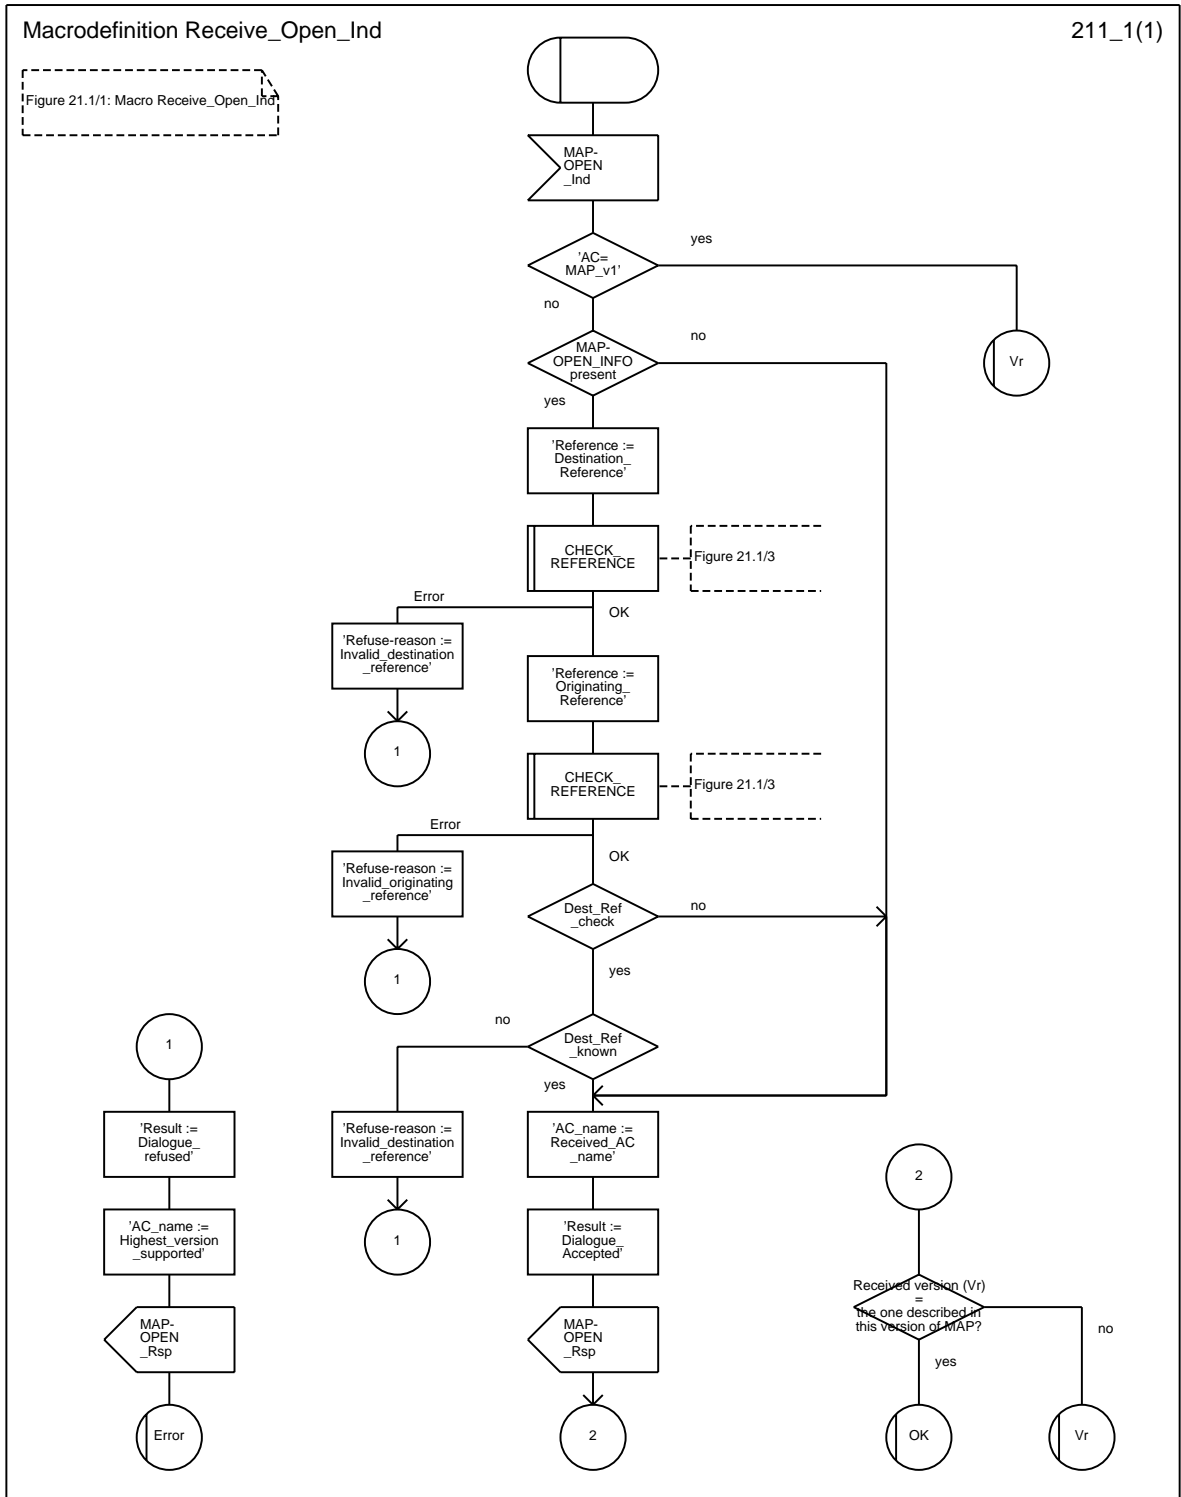 Macrodefinition Receive_Open_Ind
211_1(1)
Figure 21.1/1: Macro Receive_Open_Ind
MAP-
OPEN
_Ind
'AC=
MAP_v1'
yes
no
Vr
MAP-
OPEN_INFO
present
no
yes
'Reference :=
Destination_
Reference'
CHECK_
REFERENCE
Figure 21.1/3
Error
OK
'Refuse-reason :=
Invalid_destination
_reference'
1
'Reference :=
Originating_
Reference'
CHECK_
REFERENCE
Figure 21.1/3
Error
OK
'Refuse-reason :=
Invalid_originating
_reference'
1
Dest_Ref
_check
no
yes
Dest_Ref
_known
no
yes
'Refuse-reason :=
Invalid_destination
_reference'
1
'AC_name :=
Received_AC
_name'
'Result :=
Dialogue_
Accepted'
MAP-
OPEN
_Rsp
2
1
'Result :=
Dialogue_
refused'
'AC_name :=
Highest_version
_supported'
MAP-
OPEN
_Rsp
Error
2
Received version (Vr)
=
the one described in
this version of MAP?
no
yes
OK
Vr